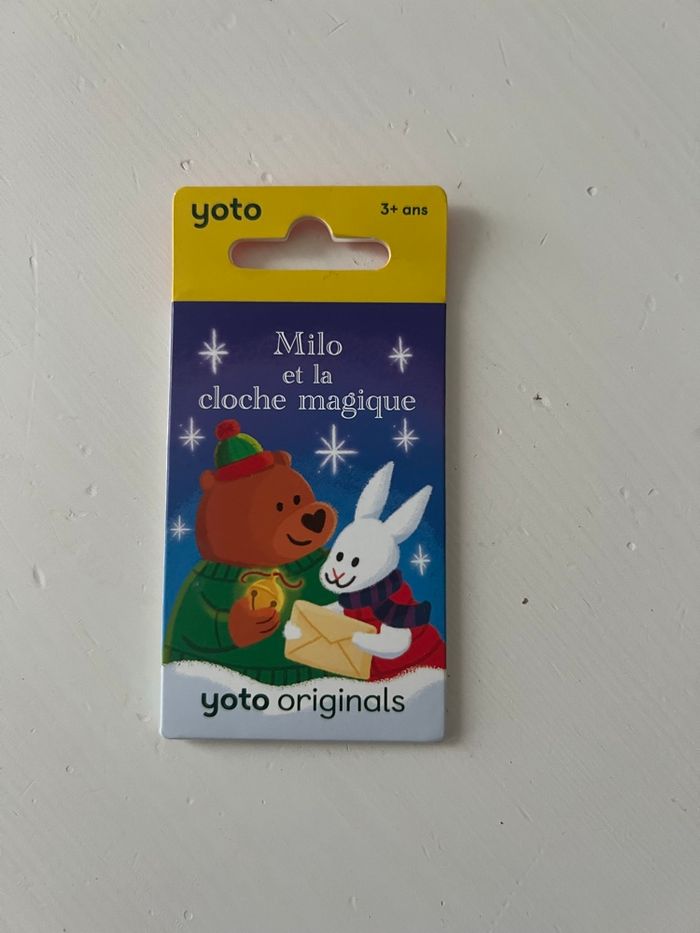 yoto
3+ ans
Milo
et la
cloche magique
yoto originals